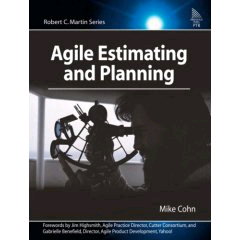 Robert C. Martin Series
Agile Estimating
and Planning
Mike Cohn
Forewords by Jim Highsmith, Agile Practice Director, Cutter Consortium, and
Gabrielle Benefield, Director, Agile Product Development, Yahoo!